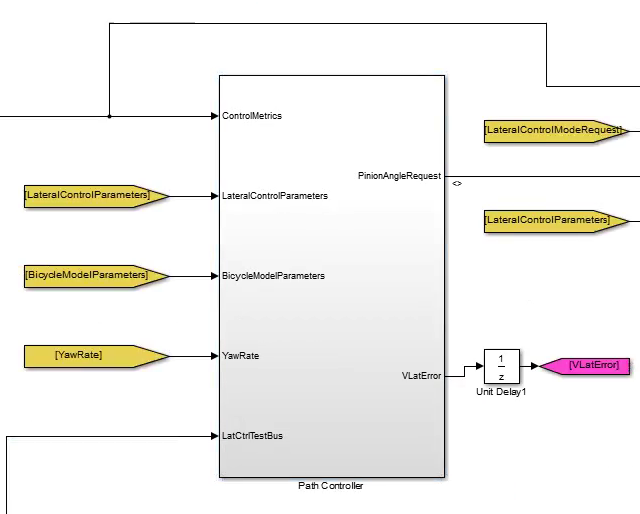 ControlMetrics
[LateralControlModeRequest]
PinionAngleRequest
<>
[LateralControlParameters]
LateralControlParameters
[LateralControlParameters]
[BicycleModelParameters]
BicycleModelParameters
[YawRate]
YawRate
VLatError
1
z
Unit Delay1
[VLatError]
LatCtrlTestBus
Path Controller